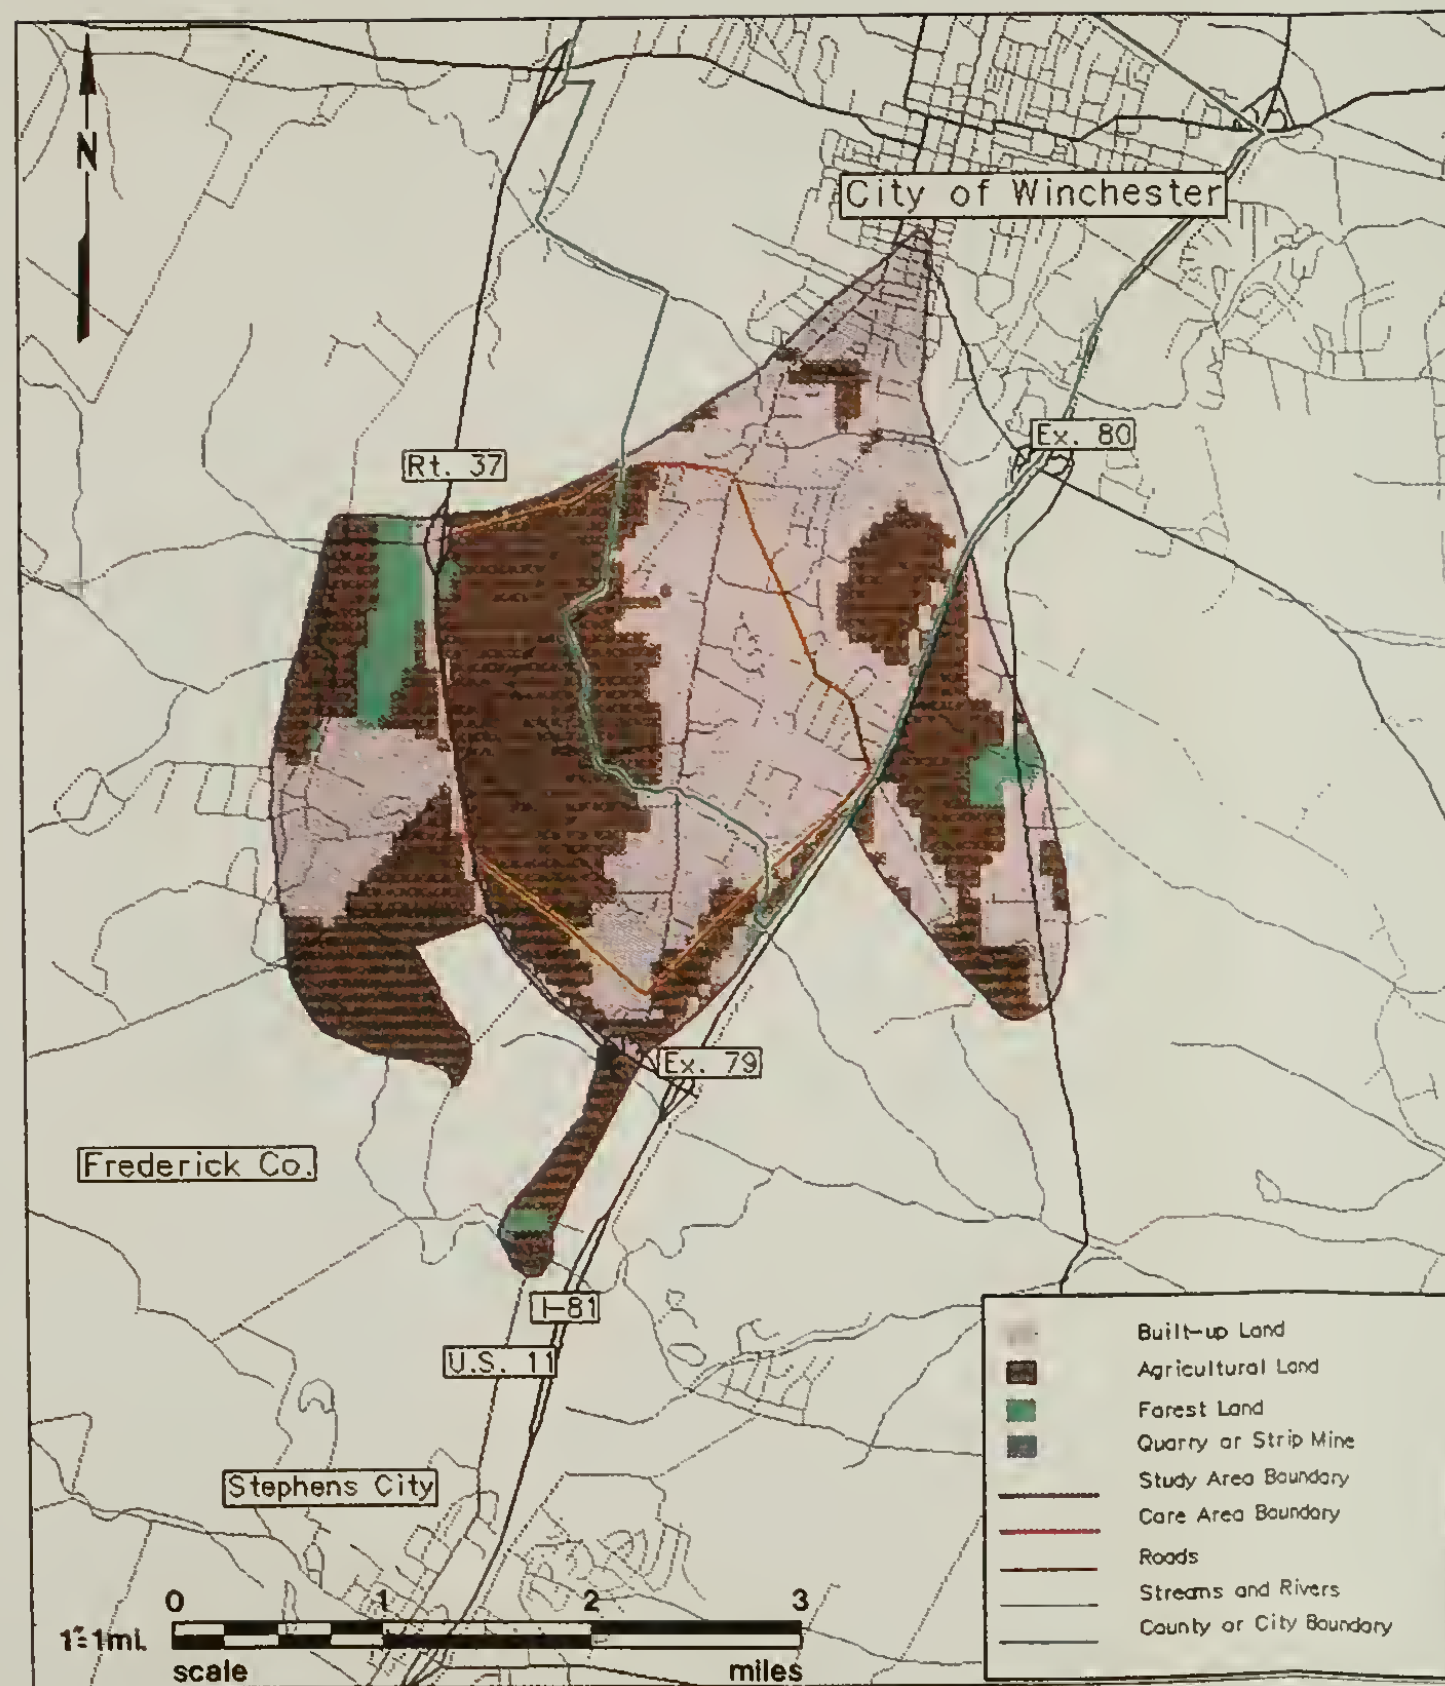 N
City of Winchester
Ex. 80
Rt. 37
Ex. 79
Frederick Co.
I-81
U.S. 11
Stephens City
Built-up Land
Agricultural Land
Forest Land
Quarry or Strip Mine
Study Area Boundary
Core Area Boundary
Roads
Streams and Rivers
County or City Boundary
0 1 2 3
1"=1mi.
scale miles